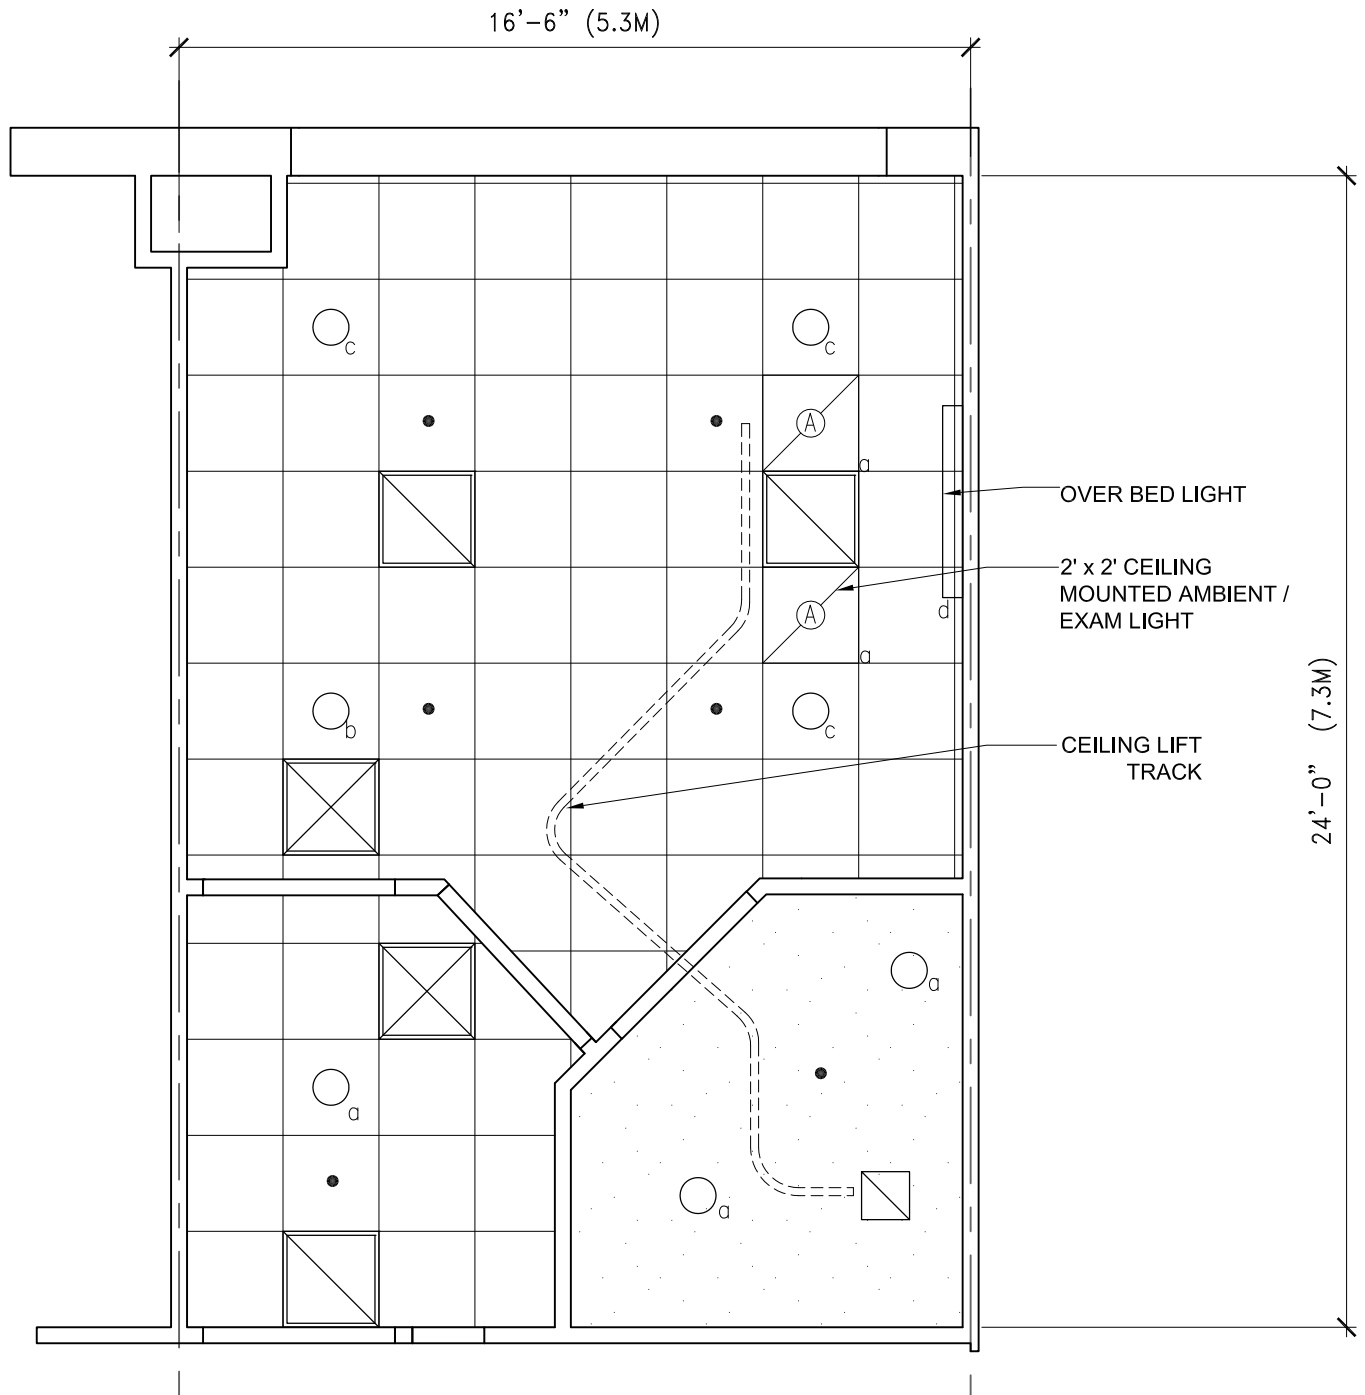 16'-6" (5.3M)
c
c
A
a
OVER BED LIGHT
2' x 2' CEILING
MOUNTED AMBIENT /
EXAM LIGHT
d
A
a
24'-0" (7.3M)
b
c
CEILING LIFT
TRACK
a
a
a